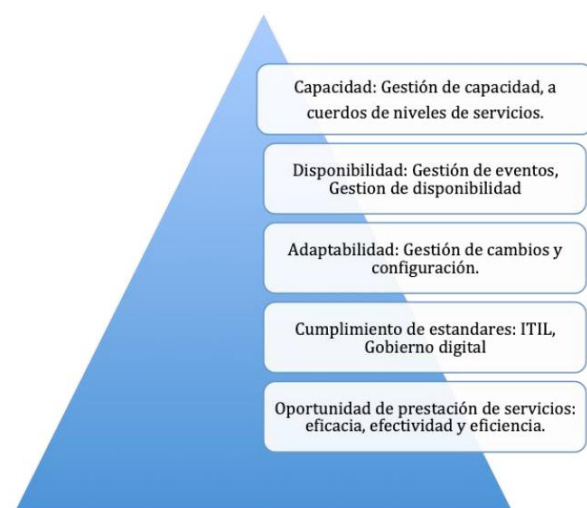 Capacidad: Gestión de capacidad, a
cuerdos de niveles de servicios.
Disponibilidad: Gestión de eventos,
Gestion de disponibilidad
Adaptabilidad: Gestión de cambios y
configuración.
Cumplimiento de estandares: ITIL,
Gobierno digital
Oportunidad de prestación de servicios:
eficacia, efectividad y eficiencia.